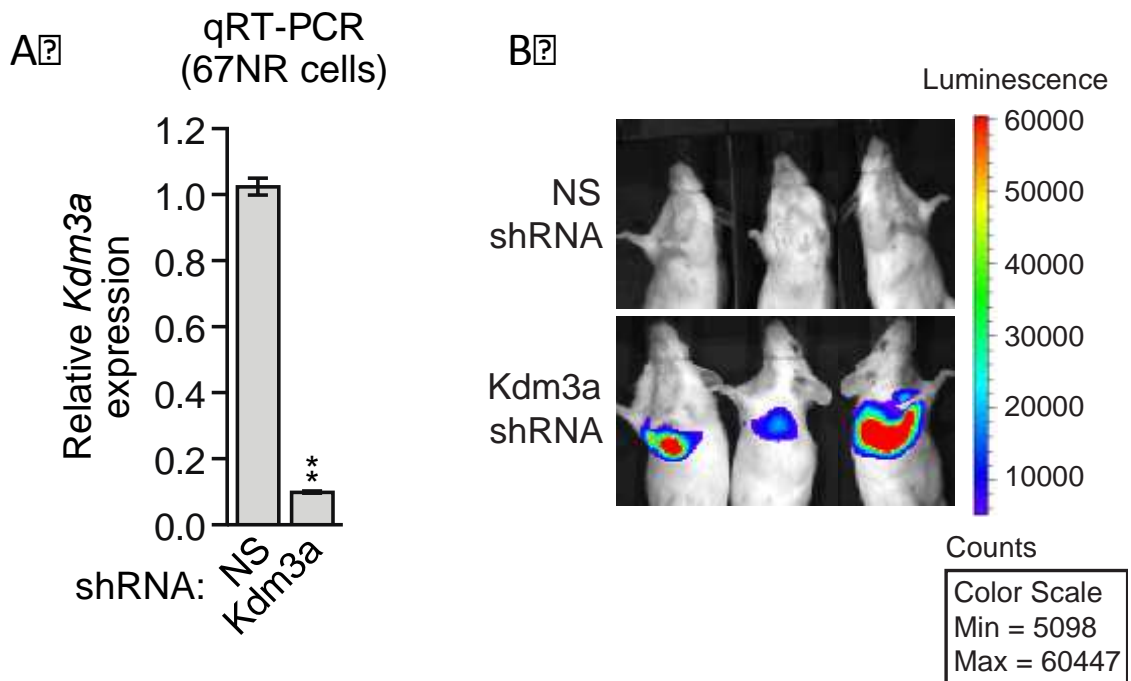 A⍰
qRT-PCR
(67NR cells)
Relative Kdm3a
expression
1.2
1.0
0.8
0.6
0.4
0.2
0.0
**
shRNA:
NS
Kdm3a
B⍰
NS
shRNA
Kdm3a
shRNA
Luminescence
60000
50000
40000
30000
20000
10000
Counts
Color Scale
Min = 5098
Max = 60447